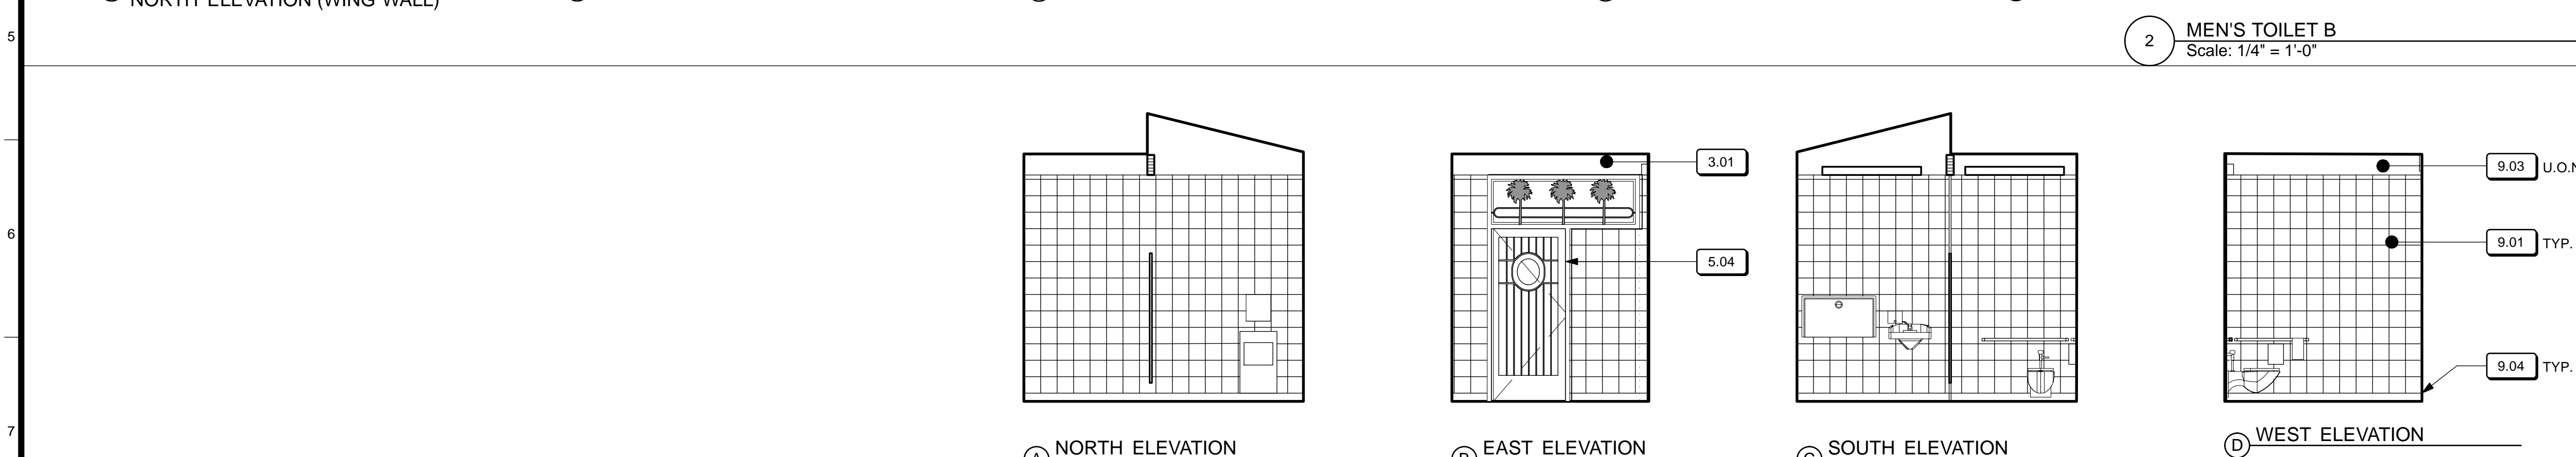 NORTH ELEVATION (WING WALL)
5
2
MEN'S TOILET B
Scale: 1/4" = 1'-0"
3.01
9.03 U.O.N
6
9.01 TYP.
5.04
9.04 TYP.
7
A NORTH ELEVATION
B EAST ELEVATION
C SOUTH ELEVATION
D WEST ELEVATION